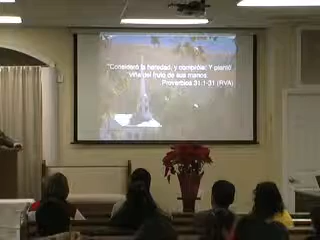 "Consideró la heredad, y compróla: Y plantó
Viña del fruto de sus manos.
Proverbios 31:1-31 (RVA)